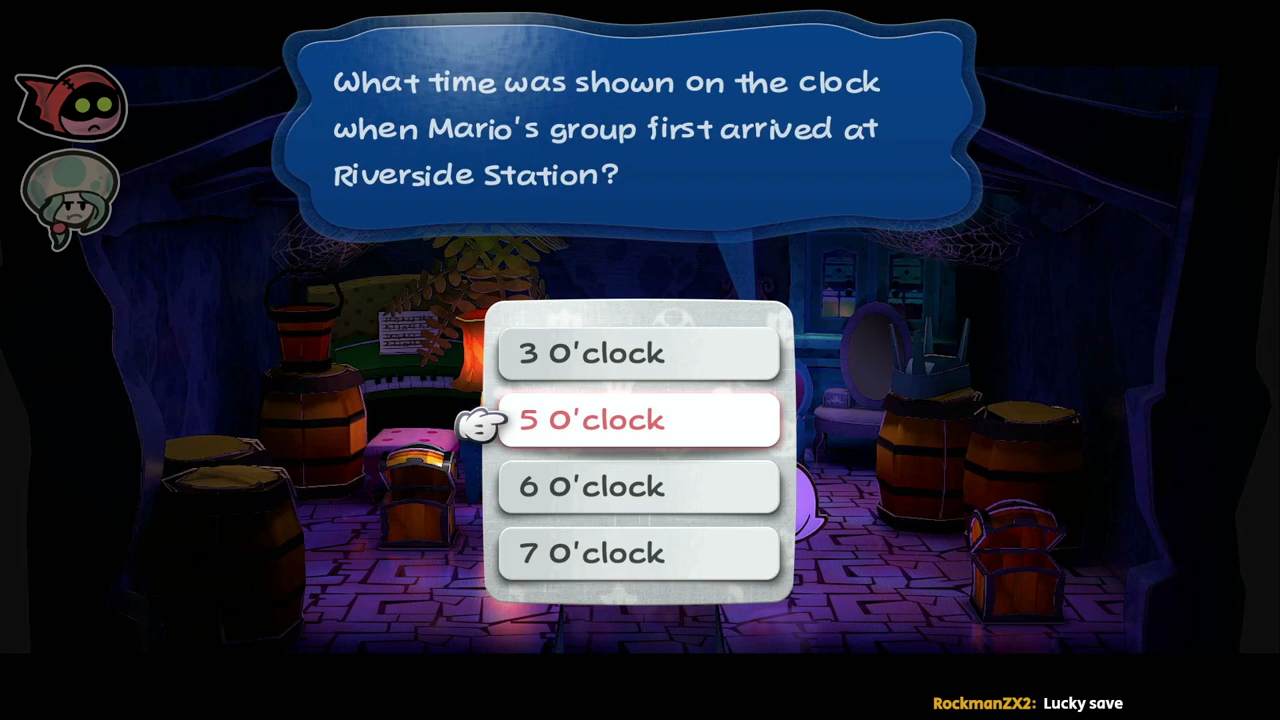 What time was shown on the clock
when Mario's group first arrived at
Riverside Station?
3 O'clock
5 O'clock
6 O'clock
7 O'clock
RockmanZX2: Lucky save